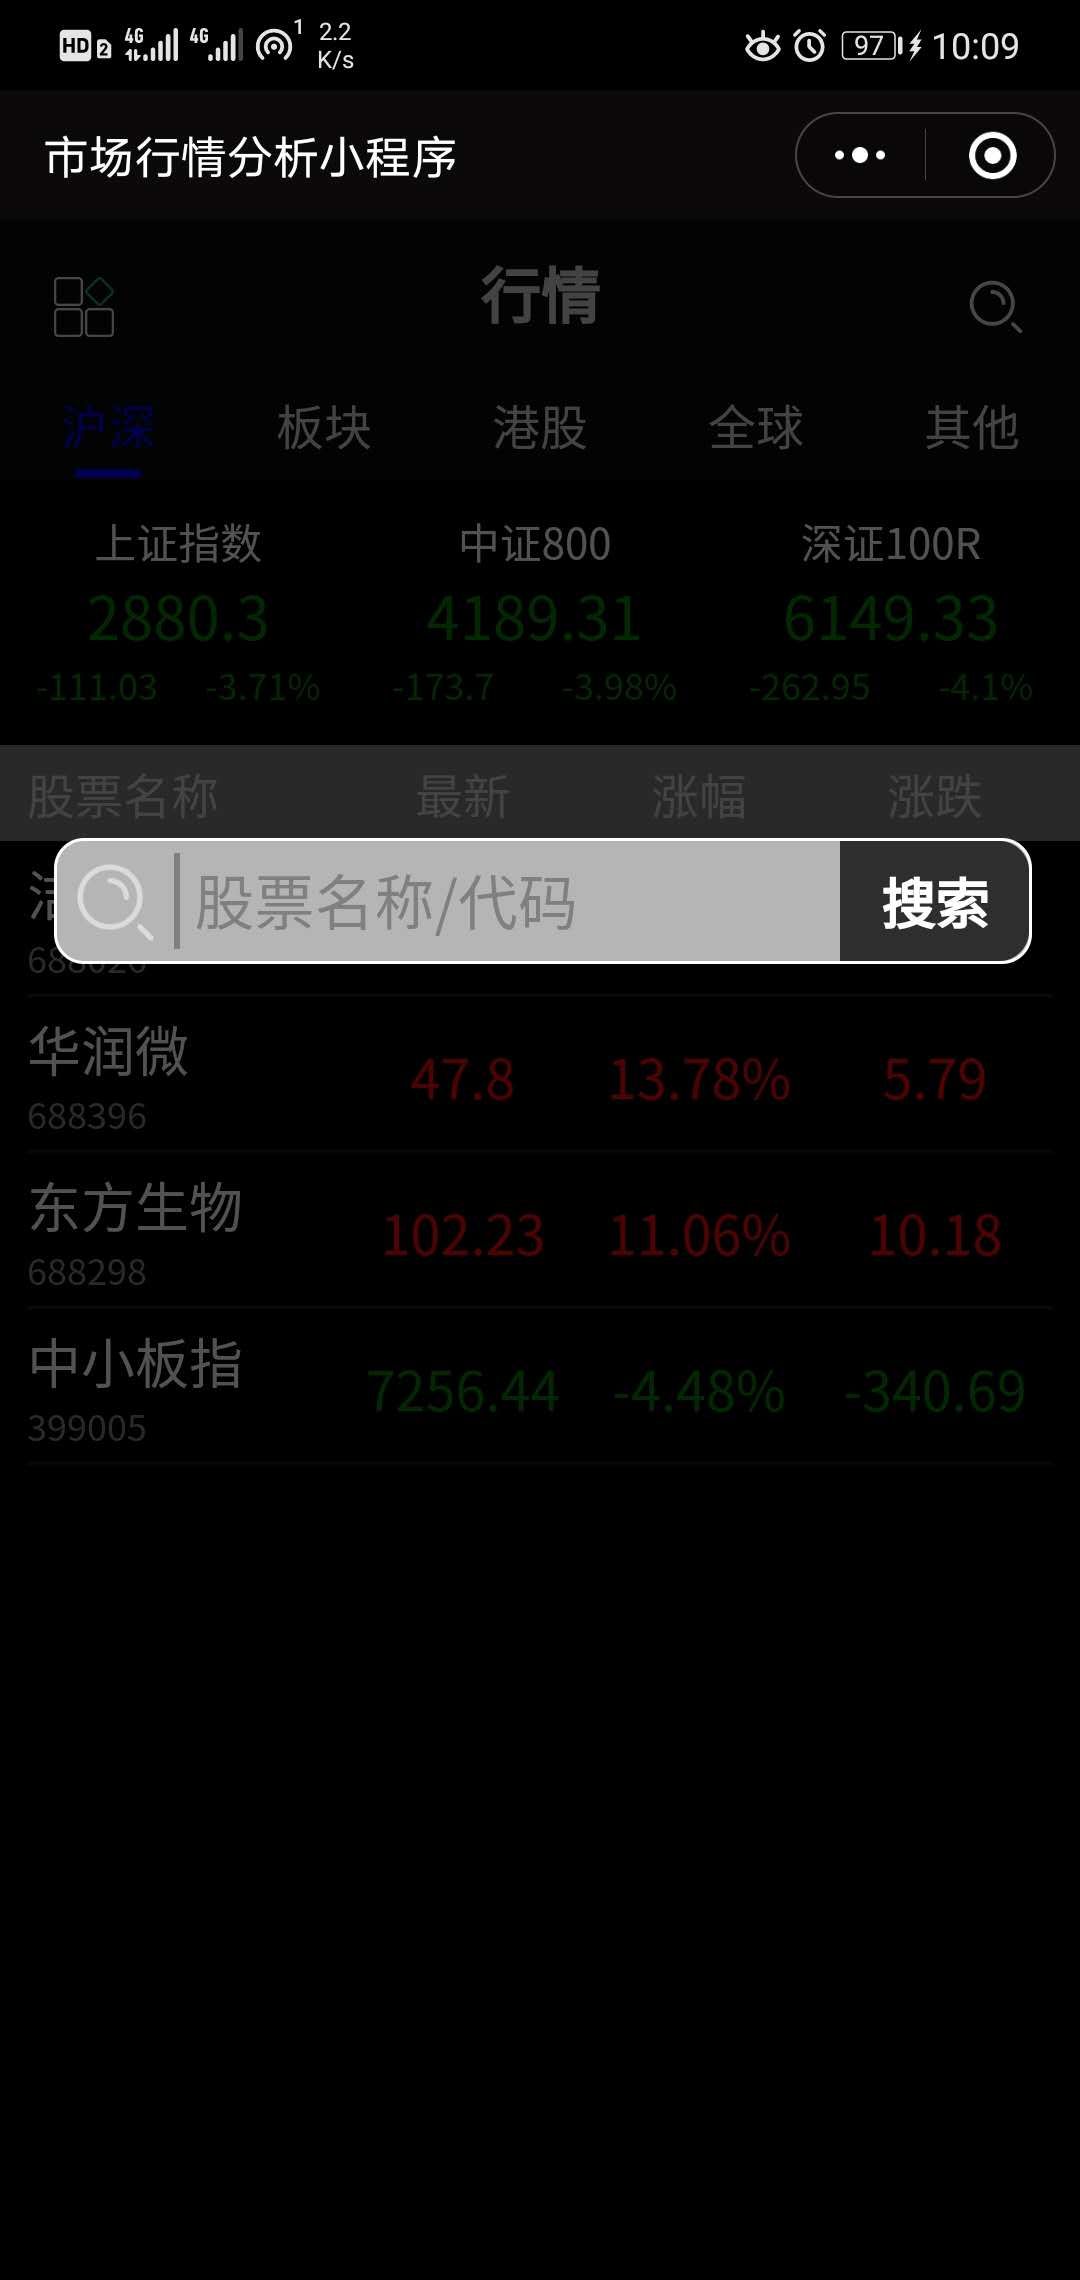 HD 2 4G 4G 1 2.2 K/s 97 10:09
市场行情分析小程序
行情
沪深 板块 港股 全球 其他
上证指数 中证800 深证100R
2880.3 4189.31 6149.33
-111.03 -3.71% -173.7 -3.98% -262.95 -4.1%
股票名称 最新 涨幅 涨跌
股票名称/代码 搜索
华润微 47.8 13.78% 5.79
688396
东方生物 102.23 11.06% 10.18
688298
中小板指 7256.44 -4.48% -340.69
399005